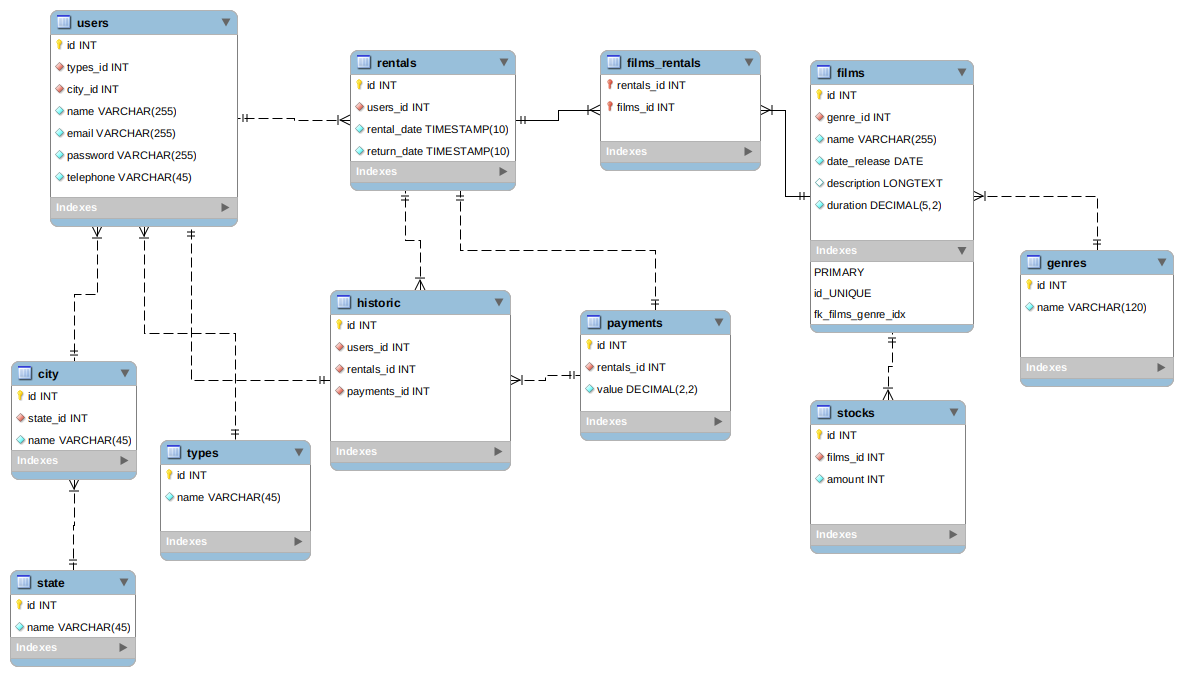 users
id INT
types_id INT
city_id INT
name VARCHAR(255)
email VARCHAR(255)
password VARCHAR(255)
telephone VARCHAR(45)
Indexes
rentals
id INT
users_id INT
rental_date TIMESTAMP(10)
return_date TIMESTAMP(10)
Indexes
films_rentals
rentals_id INT
films_id INT
Indexes
films
id INT
genre_id INT
name VARCHAR(255)
date_release DATE
description LONGTEXT
duration DECIMAL(5,2)
Indexes
PRIMARY
id_UNIQUE
fk_films_genre_idx
genres
id INT
name VARCHAR(120)
Indexes
historic
id INT
users_id INT
rentals_id INT
payments_id INT
Indexes
payments
id INT
rentals_id INT
value DECIMAL(2,2)
Indexes
city
id INT
state_id INT
name VARCHAR(45)
Indexes
types
id INT
name VARCHAR(45)
Indexes
stocks
id INT
films_id INT
amount INT
Indexes
state
id INT
name VARCHAR(45)
Indexes